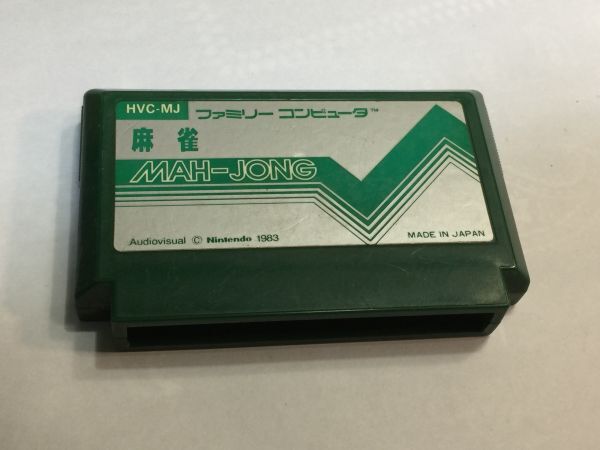 HVC-MJ
ファミリー コンピュータ™
麻雀
MAH-JONG
Audiovisual © Nintendo 1983
MADE IN JAPAN